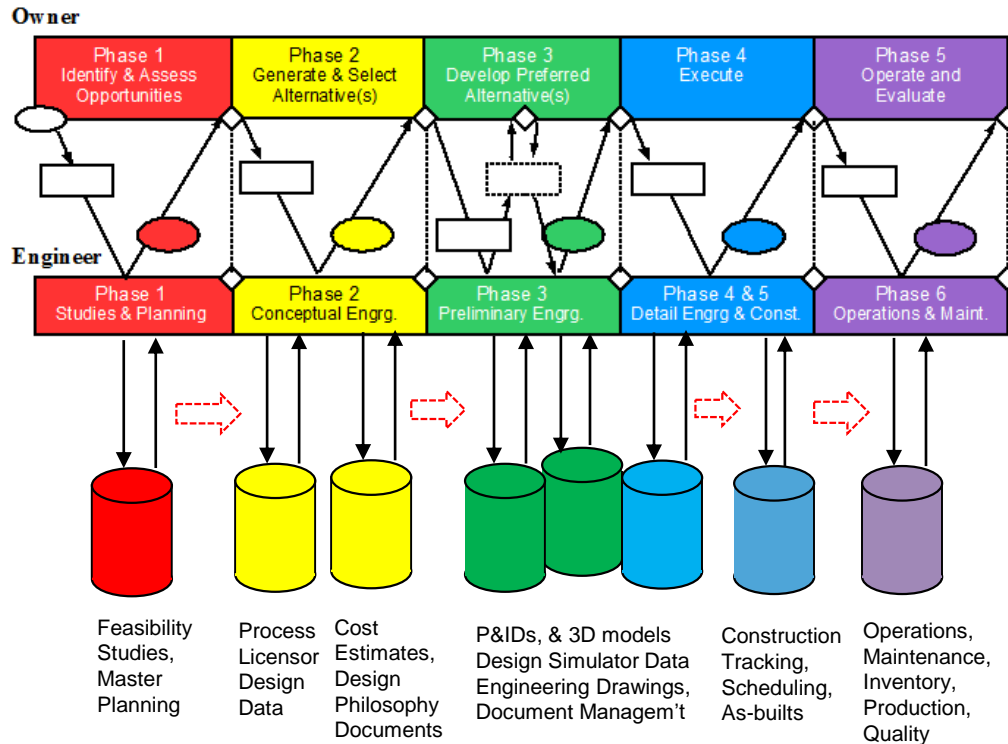 Owner
Phase 1
Identify & Assess
Opportunities
Phase 2
Generate & Select
Alternative(s)
Phase 3
Develop Preferred
Alternative(s)
Phase 4
Execute
Phase 5
Operate and
Evaluate
Engineer
Phase 1
Studies & Planning
Phase 2
Conceptual Engrg.
Phase 3
Preliminary Engrg.
Phase 4 & 5
Detail Engrg & Const.
Phase 6
Operations & Maint.
Feasibility
Studies,
Master
Planning
Process
Licensor
Design
Data
Cost
Estimates,
Design
Philosophy
Documents
P&IDs, & 3D models
Design Simulator Data
Engineering Drawings,
Document Managem't
Construction
Tracking,
Scheduling,
As-builts
Operations,
Maintenance,
Inventory,
Production,
Quality